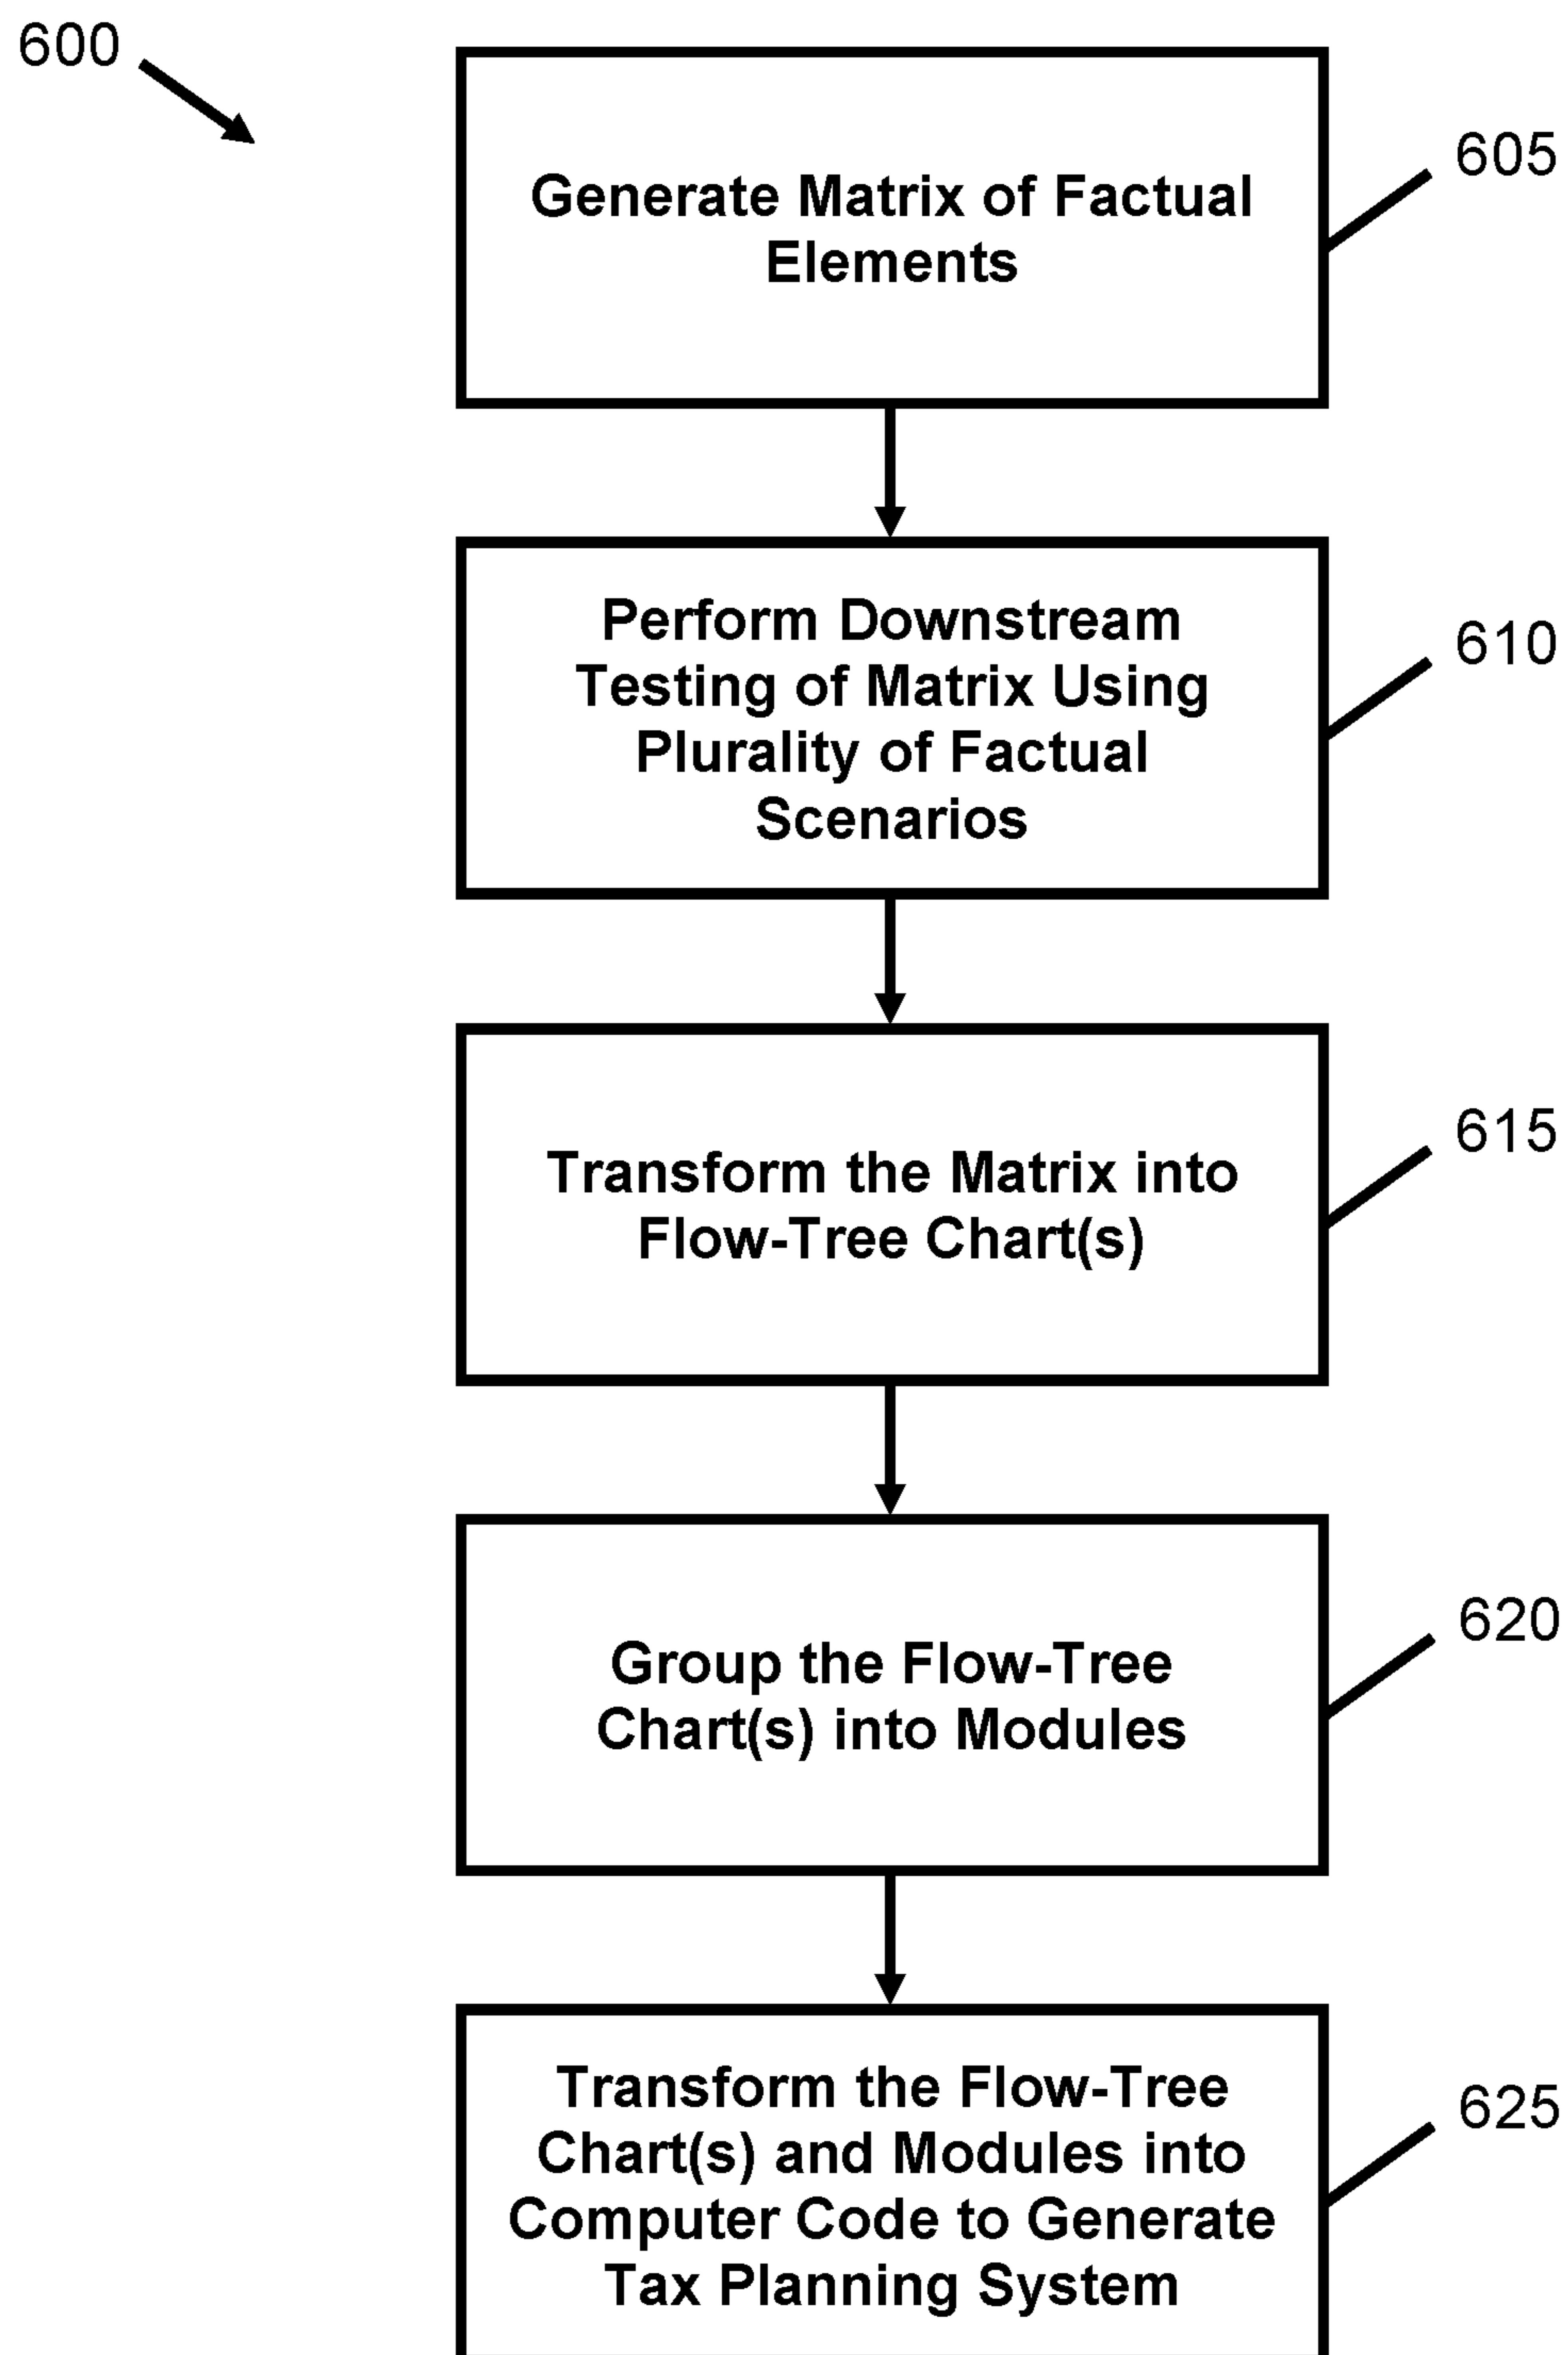 600
605
Generate Matrix of Factual
Elements
610
Perform Downstream
Testing of Matrix Using
Plurality of Factual
Scenarios
615
Transform the Matrix into
Flow-Tree Chart(s)
620
Group the Flow-Tree
Chart(s) into Modules
625
Transform the Flow-Tree
Chart(s) and Modules into
Computer Code to Generate
Tax Planning System